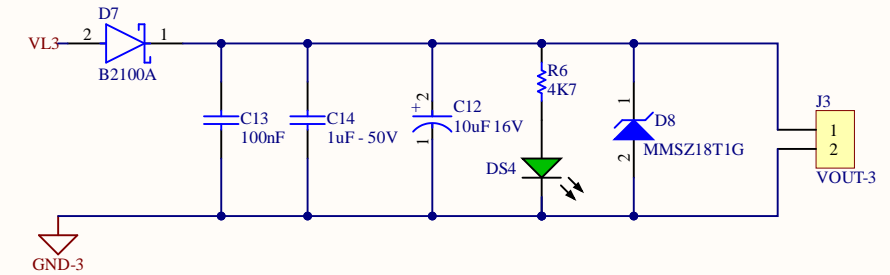 D7
VL3
2
1
B2100A
C13
100nF
C14
1uF - 50V
+
2
1
C12
10uF 16V
R6
4K7
DS4
1
2
D8
MMSZ18T1G
J3
1
2
VOUT-3
GND-3